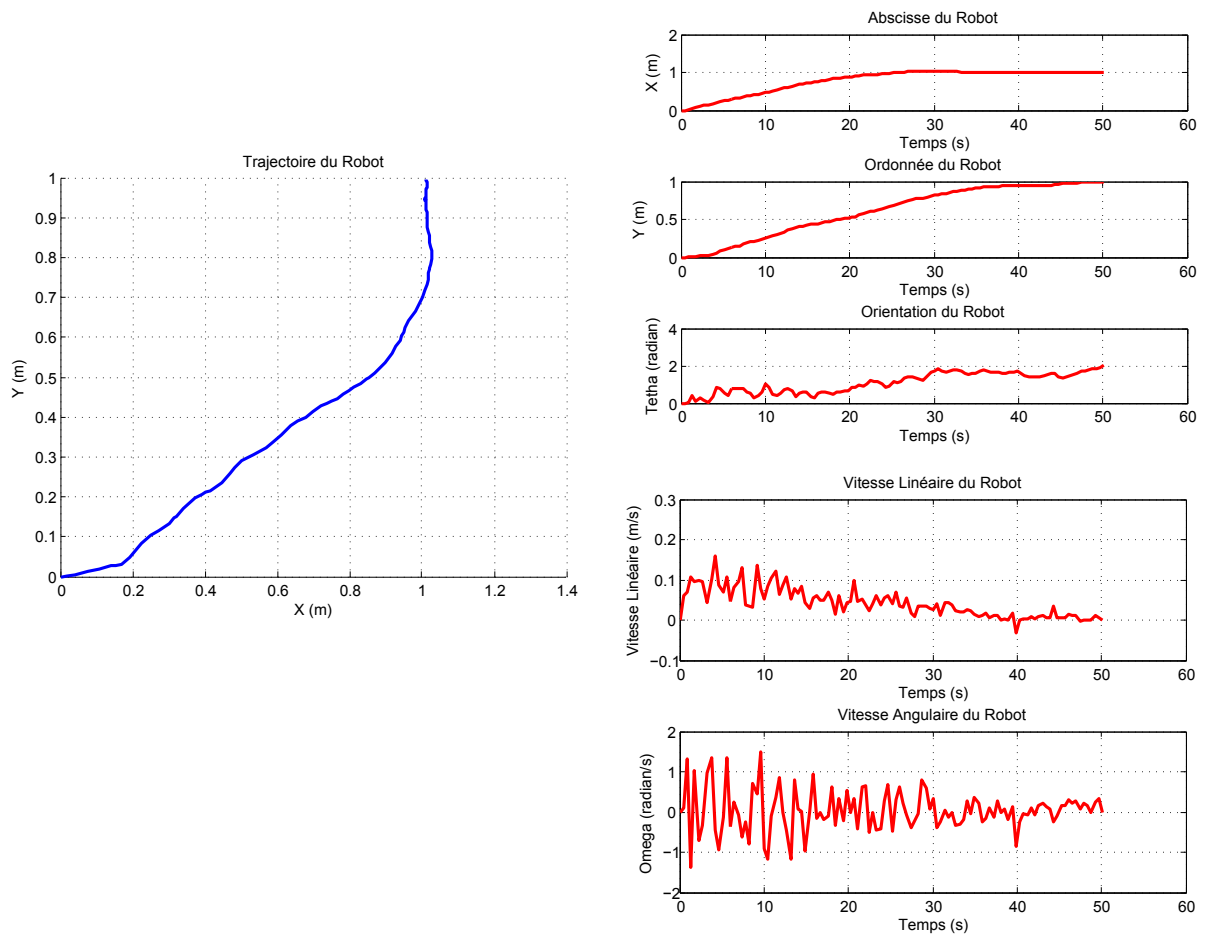 Trajectoire du Robot
1
0.9
0.8
0.7
0.6
0.5
0.4
0.3
0.2
0.1
0
Y (m)
0 0.2 0.4 0.6 0.8 1 1.2 1.4
X (m)
Abscisse du Robot
2
1
0
X (m)
0 10 20 30 40 50 60
Temps (s)
Ordonnée du Robot
1
0.5
0
Y (m)
0 10 20 30 40 50 60
Temps (s)
Orientation du Robot
4
2
0
Tetha (radian)
0 10 20 30 40 50 60
Temps (s)
Vitesse Linéaire du Robot
0.3
0.2
0.1
0
−0.1
Vitesse Linéaire (m/s)
0 10 20 30 40 50 60
Temps (s)
Vitesse Angulaire du Robot
2
1
0
−1
−2
Omega (radian/s)
0 10 20 30 40 50 60
Temps (s)